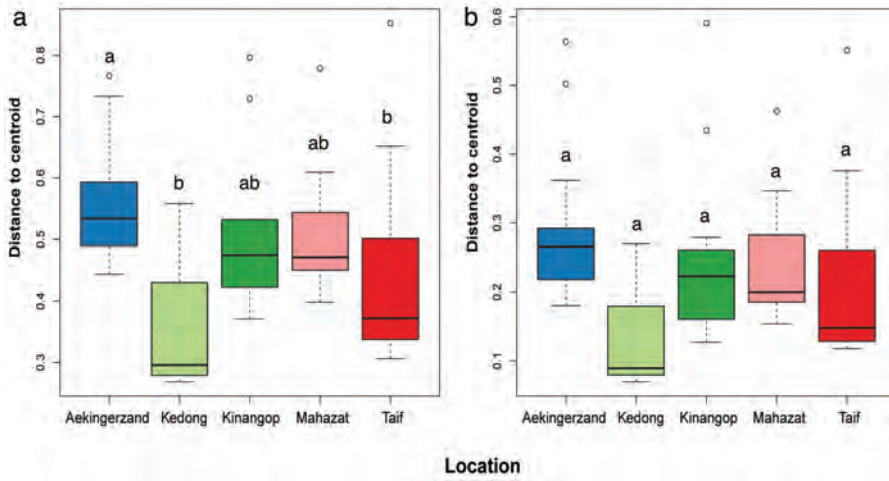 a
Distance to centroid
0.8
0.7
0.6
0.5
0.4
0.3
a
b
ab
ab
b
Aekingerzand Kedong Kinangop Mahazat Taif
b
Distance to centroid
0.6
0.5
0.4
0.3
0.2
0.1
a
a
a
a
a
Aekingerzand Kedong Kinangop Mahazat Taif
Location